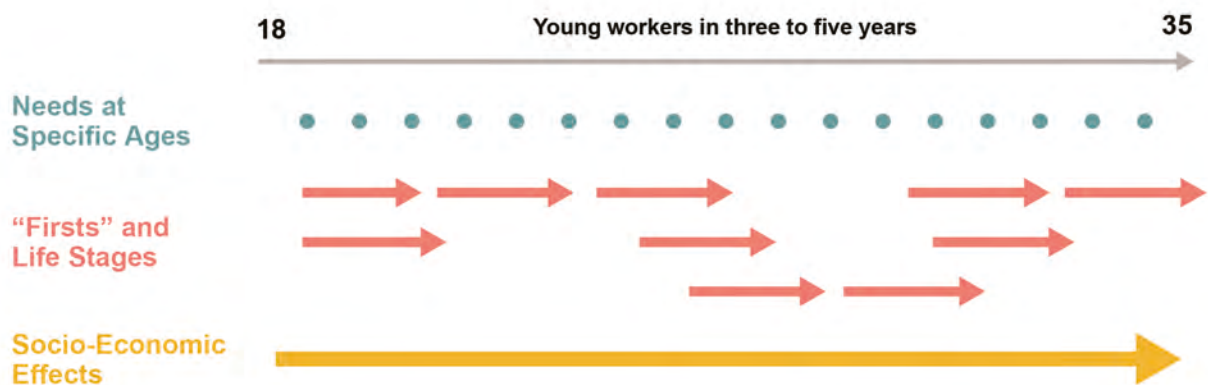 18 Young workers in three to five years 35
Needs at
Specific Ages
“Firsts” and
Life Stages
Socio-Economic
Effects